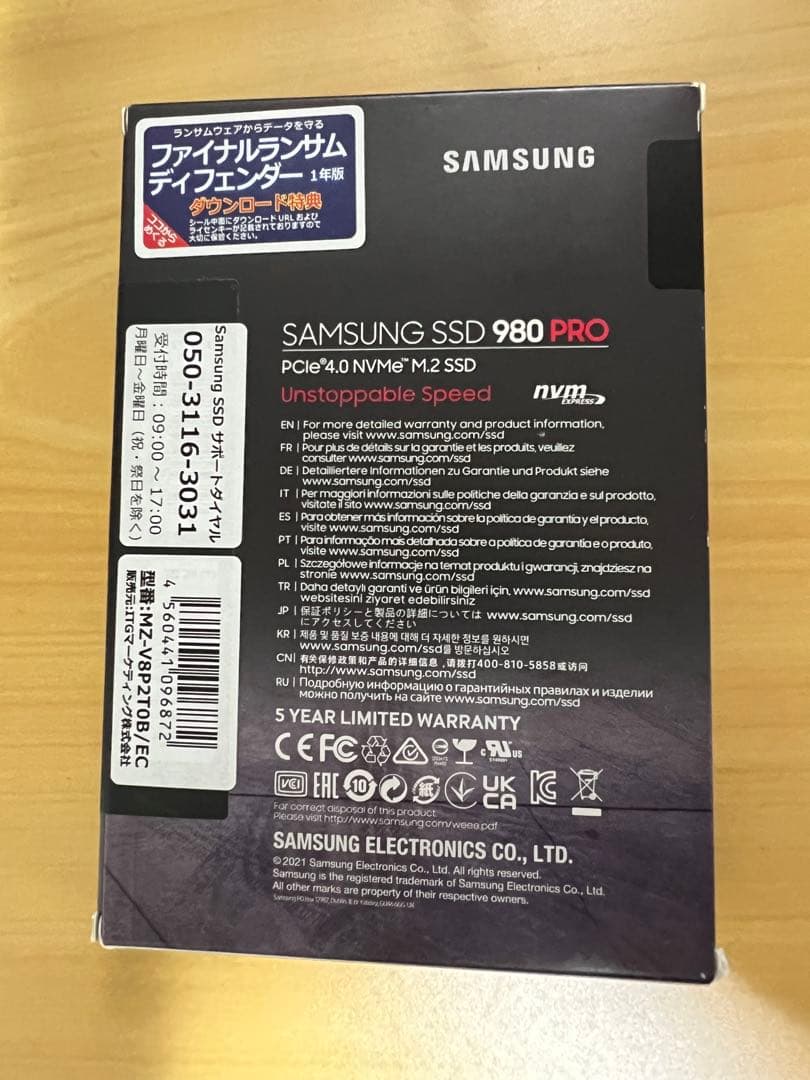 ランサムウェアからデータを守る
ファイナルランサム
ディフェンダー 1年版
ダウンロード特典
シール中面にダウンロード URL および
ライセンスキーが記載されておりますので
大切に保管ください。
ココから
めくる
SAMSUNG
Samsung SSD サポートダイヤル
050-3116-3031
受付時間：09:00 ～ 17:00
月曜日～金曜日（祝・祭日を除く）
4 560441 096872
型番:MZ-V8P2T0B/EC
販売元:ITGマーケティング株式会社
SAMSUNG SSD 980 PRO
PCIe®4.0 NVMe™ M.2 SSD
Unstoppable Speed
nvm
EXPRESS
EN | For more detailed warranty and product information,
please visit www.samsung.com/ssd
FR | Pour plus de détails sur la garantie et les produits, veuillez
consulter www.samsung.com/ssd
DE | Detailliertere Informationen zu Garantie und Produkt siehe
www.samsung.com/ssd
IT | Per maggiori informazioni sulle politiche della garanzia e sul prodotto,
visitate il sito www.samsung.com/ssd
ES | Para obtener más información sobre la política de garantía y el producto,
visite www.samsung.com/ssd
PT | Para informação mais detalhada sobre a política de garantia e o produto,
visite www.samsung.com/ssd
PL | Szczegółowe informacje na temat produktu i gwarancji, znajdziesz na
stronie www.samsung.com/ssd
TR | Daha detaylı garanti ve ürün bilgileri için, www.samsung.com/ssd
websitesini ziyaret edebilirsiniz
JP | 保証ポリシーと製品の詳細については www.samsung.com/ssd
にアクセスしてください
KR | 제품 및 품질 보증 내용에 대해 더 자세한 정보를 원하시면
www.samsung.com/ssd를 방문하십시오
CN | 有关保修政策和产品的详细信息，请拨打400-810-5858或访问
http://www.samsung.com/ssd
RU | Подробную информацию о гарантийных правилах и изделии
можно получить на сайте www.samsung.com/ssd
5 YEAR LIMITED WARRANTY
CE FC c UL US
VCI EAC 10 紙 UK CA
For correct disposal of this product
Please visit http://www.samsung.com/weee.pdf
SAMSUNG ELECTRONICS CO., LTD.
© 2021 Samsung Electronics Co., Ltd. All rights reserved.
Samsung is the registered trademark of Samsung Electronics Co., Ltd.
All other marks are property of their respective owners.